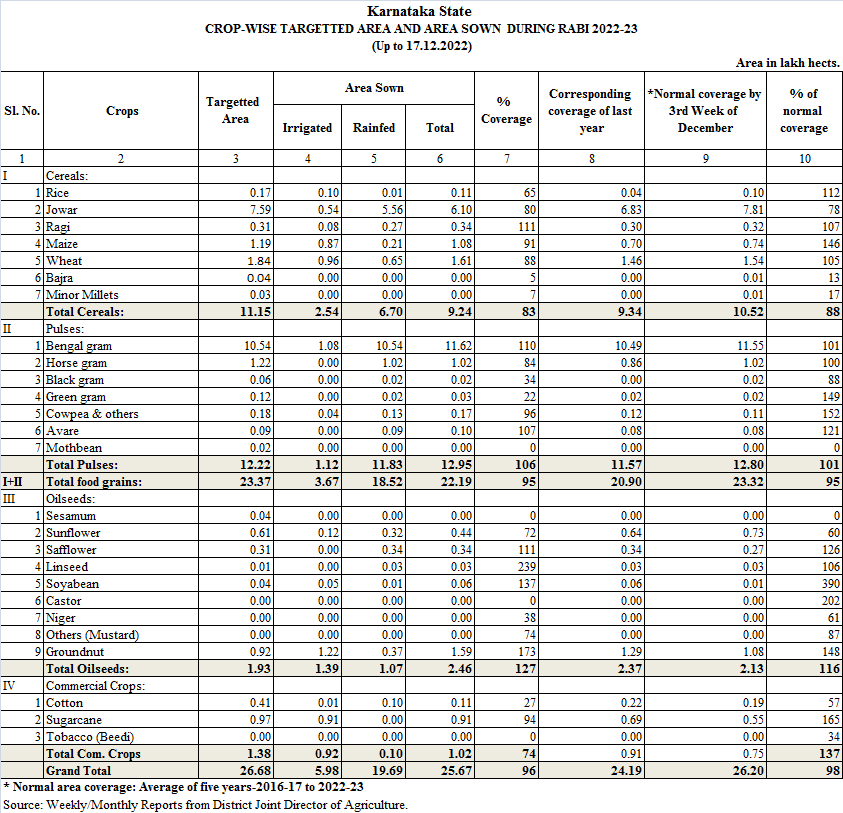 Karnataka State
CROP-WISE TARGETTED AREA AND AREA SOWN DURING RABI 2022-23
(Up to 17.12.2022)
Area in lakh hects.
Sl. No. Crops Targetted Area Area Sown % Coverage Corresponding coverage of last year *Normal coverage by 3rd Week of December % of normal coverage
Irrigated Rainfed Total
1 2 3 4 5 6 7 8 9 10
I Cereals:
1 Rice 0.17 0.10 0.01 0.11 65 0.04 0.10 112
2 Jowar 7.59 0.54 5.56 6.10 80 6.83 7.81 78
3 Ragi 0.31 0.08 0.27 0.34 111 0.30 0.32 107
4 Maize 1.19 0.87 0.21 1.08 91 0.70 0.74 146
5 Wheat 1.84 0.96 0.65 1.61 88 1.46 1.54 105
6 Bajra 0.04 0.00 0.00 0.00 5 0.00 0.01 13
7 Minor Millets 0.03 0.00 0.00 0.00 7 0.00 0.01 17
Total Cereals: 11.15 2.54 6.70 9.24 83 9.34 10.52 88
II Pulses:
1 Bengal gram 10.54 1.08 10.54 11.62 110 10.49 11.55 101
2 Horse gram 1.22 0.00 1.02 1.02 84 0.86 1.02 100
3 Black gram 0.06 0.00 0.02 0.02 34 0.00 0.02 88
4 Green gram 0.12 0.00 0.02 0.03 22 0.02 0.02 149
5 Cowpea & others 0.18 0.04 0.13 0.17 96 0.12 0.11 152
6 Avare 0.09 0.00 0.09 0.10 107 0.08 0.08 121
7 Mothbean 0.02 0.00 0.00 0.00 0 0.00 0.00 0
Total Pulses: 12.22 1.12 11.83 12.95 106 11.57 12.80 101
I+II Total food grains: 23.37 3.67 18.52 22.19 95 20.90 23.32 95
III Oilseeds:
1 Sesamum 0.04 0.00 0.00 0.00 0 0.00 0.00 0
2 Sunflower 0.61 0.12 0.32 0.44 72 0.64 0.73 60
3 Safflower 0.31 0.00 0.34 0.34 111 0.34 0.27 126
4 Linseed 0.01 0.00 0.03 0.03 239 0.03 0.03 106
5 Soyabean 0.04 0.05 0.01 0.06 137 0.06 0.01 390
6 Castor 0.00 0.00 0.00 0.00 0 0.00 0.00 202
7 Niger 0.00 0.00 0.00 0.00 38 0.00 0.00 61
8 Others (Mustard) 0.00 0.00 0.00 0.00 74 0.00 0.00 87
9 Groundnut 0.92 1.22 0.37 1.59 173 1.29 1.08 148
Total Oilseeds: 1.93 1.39 1.07 2.46 127 2.37 2.13 116
IV Commercial Crops:
1 Cotton 0.41 0.01 0.10 0.11 27 0.22 0.19 57
2 Sugarcane 0.97 0.91 0.00 0.91 94 0.69 0.55 165
3 Tobacco (Beedi) 0.00 0.00 0.00 0.00 0 0.00 0.00 34
Total Com. Crops 1.38 0.92 0.10 1.02 74 0.91 0.75 137
Grand Total 26.68 5.98 19.69 25.67 96 24.19 26.20 98
* Normal area coverage: Average of five years-2016-17 to 2022-23
Source: Weekly/Monthly Reports from District Joint Director of Agriculture.